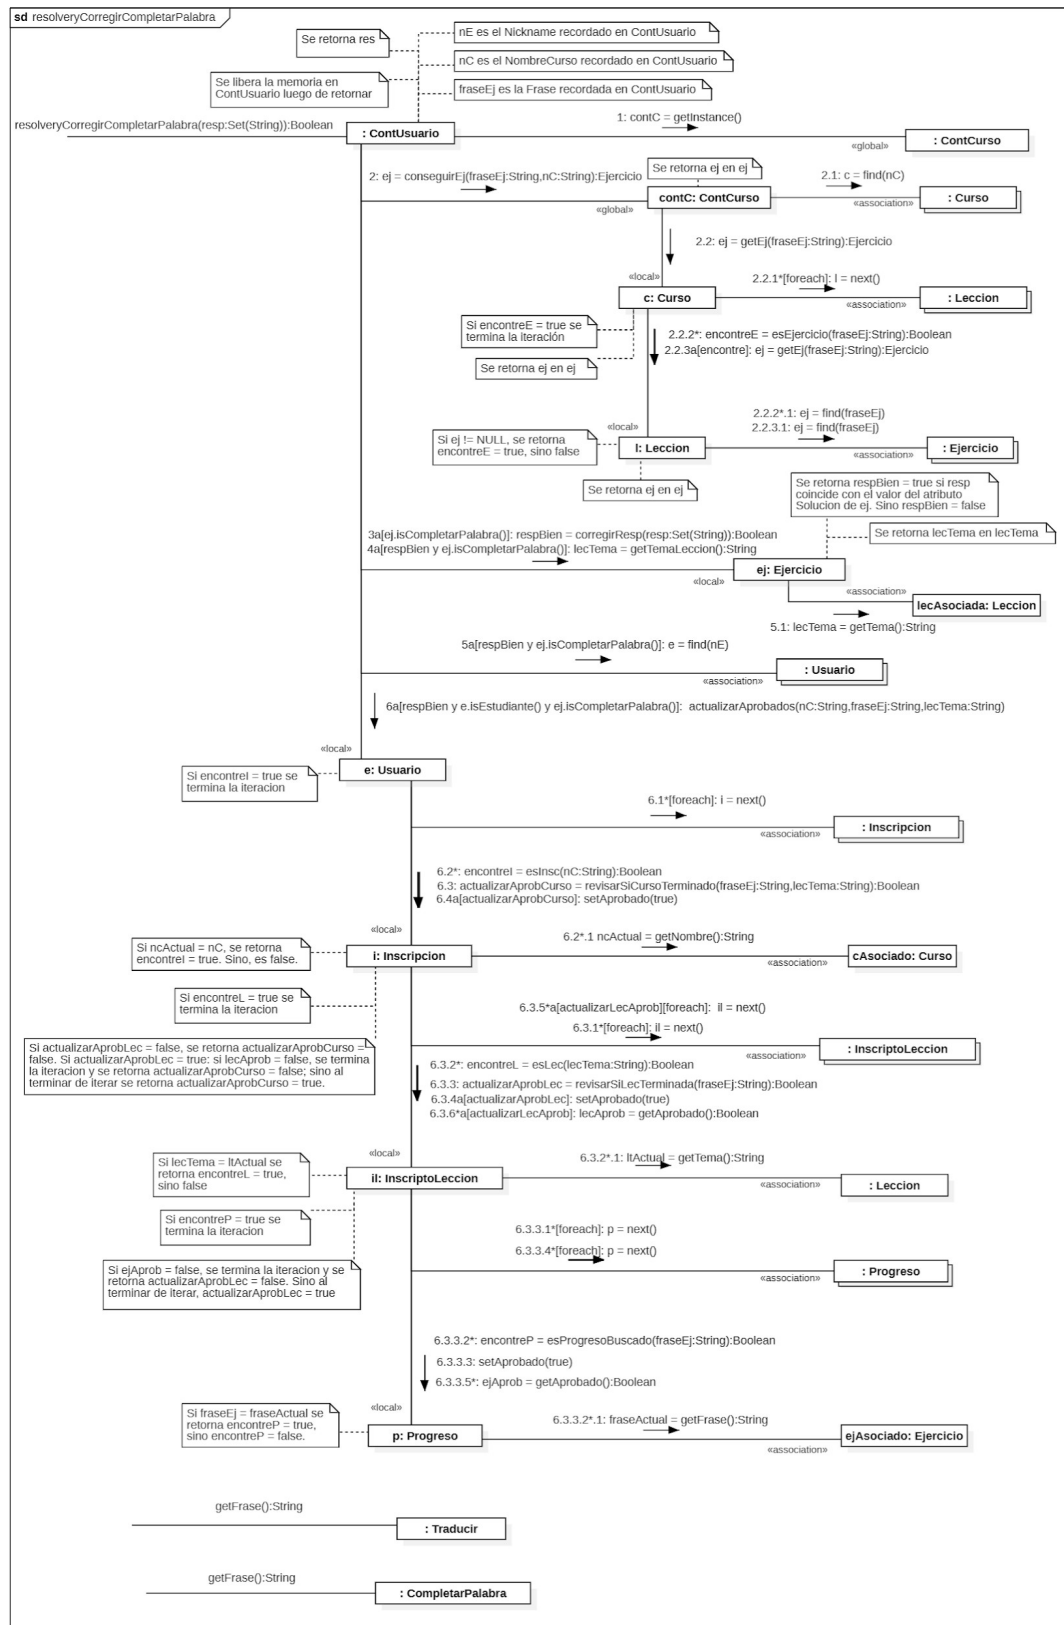 sd resolveryCorregirCompletarPalabra
Se retorna res
nE es el Nickname recordado en ContUsuario
nC es el NombreCurso recordado en ContUsuario
Se libera la memoria en
ContUsuario luego de retornar
fraseEj es la Frase recordada en ContUsuario
resolveryCorregirCompletarPalabra(resp:Set(String)):Boolean
: ContUsuario
1: contC = getInstance()
«global»
: ContCurso
Se retorna ej en ej
2: ej = conseguirEj(fraseEj:String,nC:String):Ejercicio
«global»
contC: ContCurso
2.1: c = find(nC)
«association»
: Curso
2.2: ej = getEj(fraseEj:String):Ejercicio
«local»
c: Curso
2.2.1*[foreach]: l = next()
«association»
: Leccion
Si encontreE = true se
termina la iteración
Se retorna ej en ej
2.2.2*: encontreE = esEjercicio(fraseEj:String):Boolean
2.2.3a[encontre]: ej = getEj(fraseEj:String):Ejercicio
2.2.2*.1: ej = find(fraseEj)
2.2.3.1: ej = find(fraseEj)
«local»
Si ej != NULL, se retorna
encontreE = true, sino false
l: Leccion
«association»
: Ejercicio
Se retorna ej en ej
Se retorna respBien = true si resp
coincide con el valor del atributo
Solucion de ej. Sino respBien = false
Se retorna lecTema en lecTema
3a[ej.isCompletarPalabra()]: respBien = corregirResp(resp:Set(String)):Boolean
4a[respBien y ej.isCompletarPalabra()]: lecTema = getTemaLeccion():String
«local»
ej: Ejercicio
«association»
lecAsociada: Leccion
5.1: lecTema = getTema():String
5a[respBien y ej.isCompletarPalabra()]: e = find(nE)
«association»
: Usuario
6a[respBien y e.isEstudiante() y ej.isCompletarPalabra()]: actualizarAprobados(nC:String,fraseEj:String,lecTema:String)
«local»
e: Usuario
Si encontreI = true se
termina la iteracion
6.1*[foreach]: i = next()
«association»
: Inscripcion
6.2*: encontreI = esInsc(nC:String):Boolean
6.3: actualizarAprobCurso = revisarSiCursoTerminado(fraseEj:String,lecTema:String):Boolean
6.4a[actualizarAprobCurso]: setAprobado(true)
«local»
Si ncActual = nC, se retorna
encontreI = true. Sino, es false.
i: Inscripcion
6.2*.1 ncActual = getNombre():String
«association»
cAsociado: Curso
Si encontreL = true se
termina la iteracion
6.3.5*a[actualizarLecAprob][foreach]: il = next()
6.3.1*[foreach]: il = next()
«association»
: InscriptoLeccion
Si actualizarAprobLec = false, se retorna actualizarAprobCurso =
false. Si actualizarAprobLec = true: si lecAprob = false, se termina
la iteracion y se retorna actualizarAprobCurso = false; sino al
terminar de iterar se retorna actualizarAprobCurso = true.
6.3.2*: encontreL = esLec(lecTema:String):Boolean
6.3.3: actualizarAprobLec = revisarSiLecTerminada(fraseEj:String):Boolean
6.3.4a[actualizarAprobLec]: setAprobado(true)
6.3.6*a[actualizarLecAprob]: lecAprob = getAprobado():Boolean
«local»
Si lecTema = ltActual se
retorna encontreL = true,
sino false
il: InscriptoLeccion
6.3.2*.1: ltActual = getTema():String
«association»
: Leccion
Si encontreP = true se
termina la iteracion
6.3.3.1*[foreach]: p = next()
6.3.3.4*[foreach]: p = next()
«association»
: Progreso
Si ejAprob = false, se termina la iteracion y se
retorna actualizarAprobLec = false. Sino al
terminar de iterar, actualizarAprobLec = true
6.3.3.2*: encontreP = esProgresoBuscado(fraseEj:String):Boolean
6.3.3.3: setAprobado(true)
6.3.3.5*: ejAprob = getAprobado():Boolean
«local»
Si fraseEj = fraseActual se
retorna encontreP = true,
sino encontreP = false.
p: Progreso
6.3.3.2*.1: fraseActual = getFrase():String
«association»
ejAsociado: Ejercicio
getFrase():String
: Traducir
getFrase():String
: CompletarPalabra